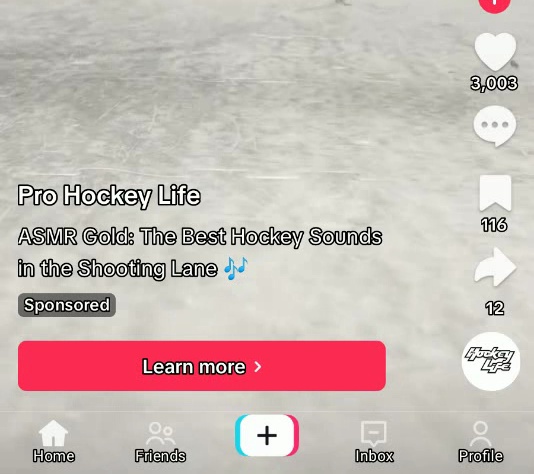 3,003
Pro Hockey Life
ASMR Gold: The Best Hockey Sounds
in the Shooting Lane 🎶
116
Sponsored
12
Learn more >
Hockey
Life
Home
Friends
Inbox
Profile